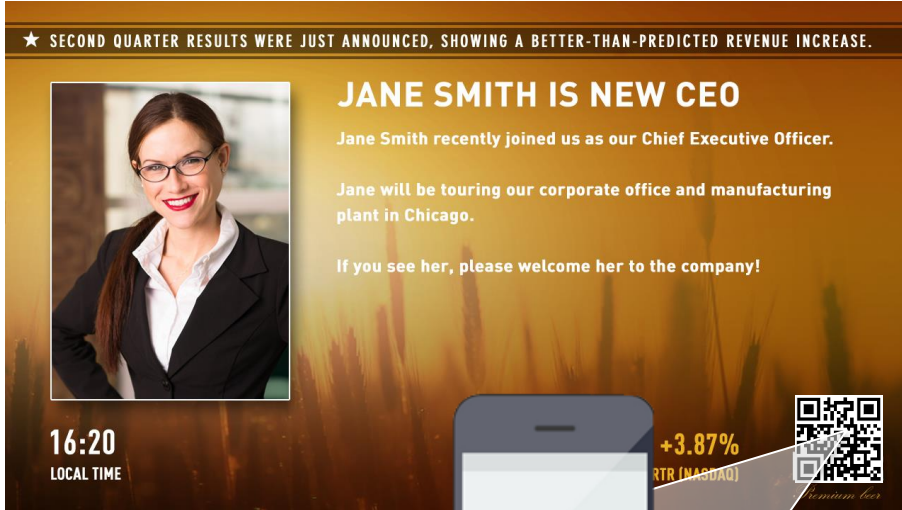 ★ SECOND QUARTER RESULTS WERE JUST ANNOUNCED, SHOWING A BETTER-THAN-PREDICTED REVENUE INCREASE.
JANE SMITH IS NEW CEO
Jane Smith recently joined us as our Chief Executive Officer.
Jane will be touring our corporate office and manufacturing
plant in Chicago.
If you see her, please welcome her to the company!
16:20
LOCAL TIME
+3.87%
RTR (NASDAQ)
Premium beer